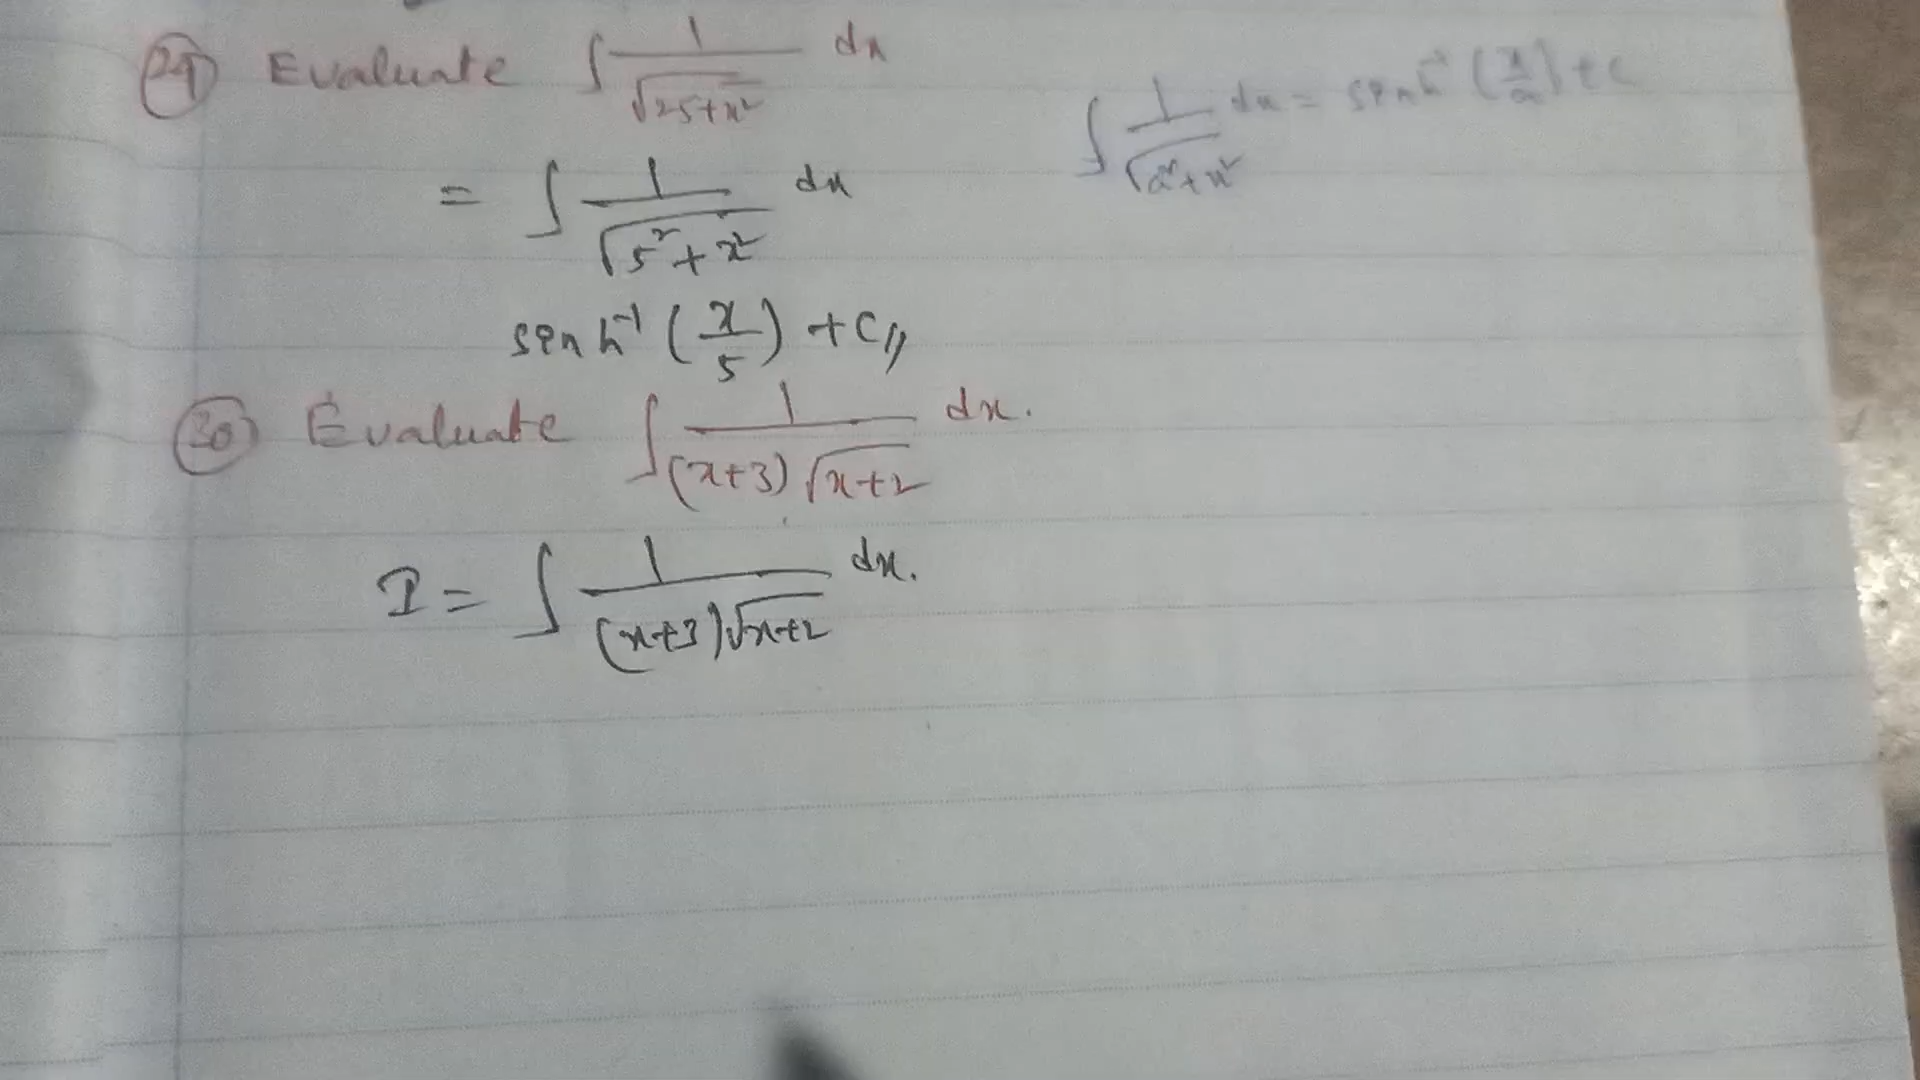 29 Evaluate ∫ 1/√25+x² dx
∫ 1/√a²+x² dx = sinh⁻¹ (x/a) + c
= ∫ 1/√5²+x² dx
sinh⁻¹ (x/5) + C//
30 Evaluate ∫ 1/(x+3)√x+2 dx.
I = ∫ 1/(x+3)√x+2 dx.